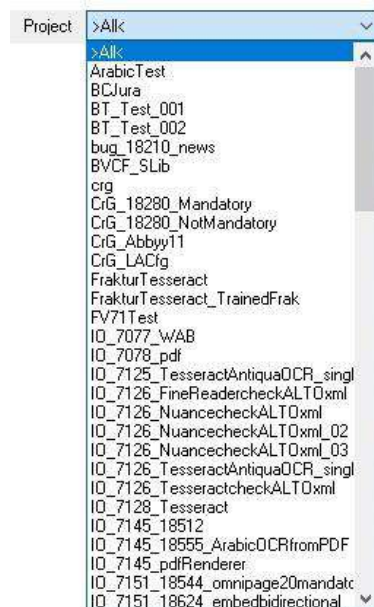 Project >All<
>All<
ArabicTest
BCJura
BT_Test_001
BT_Test_002
bug_18210_news
BVCF_SLib
crg
CrG_18280_Mandatory
CrG_18280_NotMandatory
CrG_Abbyy11
CrG_LACfg
FrakturTesseract
FrakturTesseract_TrainedFrak
FV71Test
IO_7077_WAB
IO_7078_pdf
IO_7125_TesseractAntiquaOCR_singl
IO_7126_FineReadercheckALTOxml
IO_7126_NuancecheckALTOxml
IO_7126_NuancecheckALTOxml_02
IO_7126_NuancecheckALTOxml_03
IO_7126_TesseractAntiquaOCR_singl
IO_7126_TesseractcheckALTOxml
IO_7128_Tesseract
IO_7145_18512
IO_7145_18555_ArabicOCRfromPDF
IO_7145_pdfRenderer
IO_7151_18544_omnipage20mandatc
IO_7151_18624_embedbidirectional